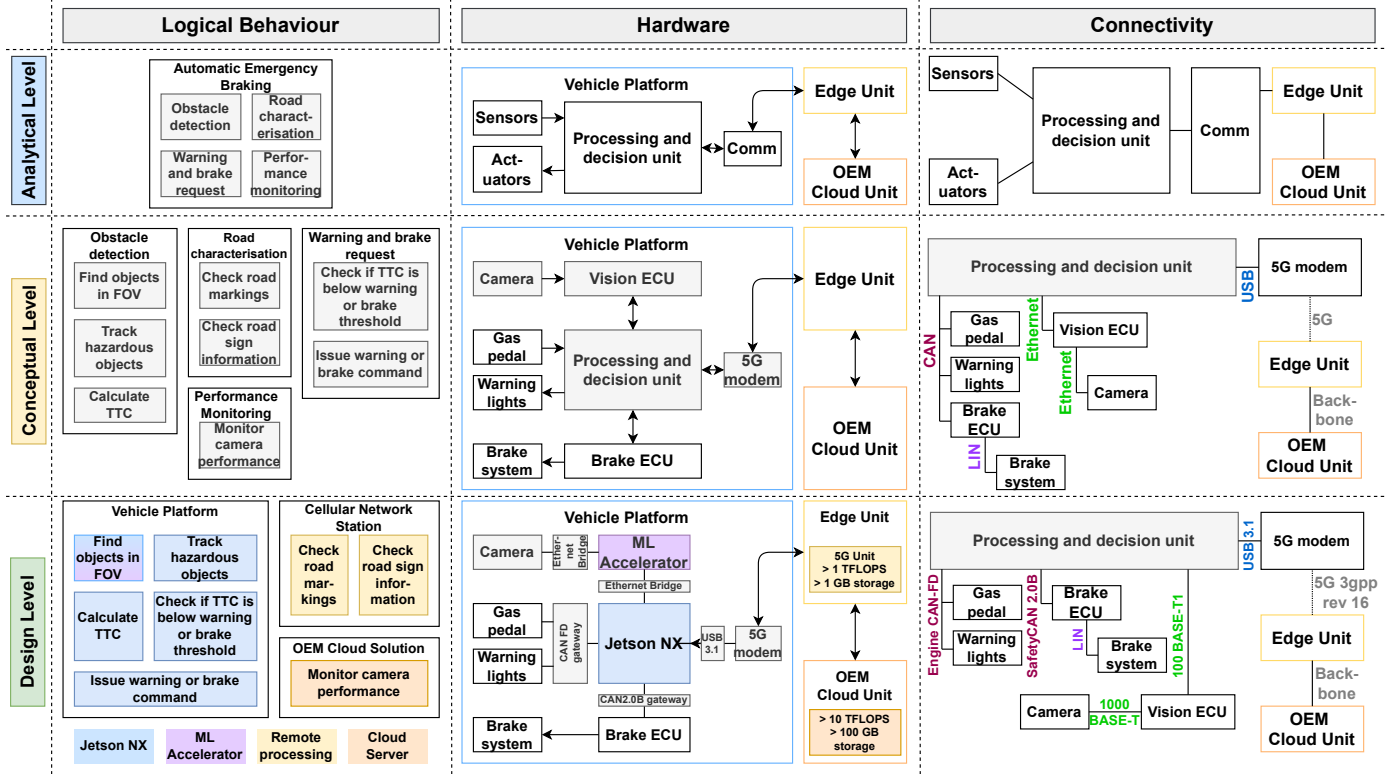 Logical Behaviour
Hardware
Connectivity
Analytical Level
Automatic Emergency
Braking
Obstacle
detection
Road
charact-
erisation
Warning
and brake
request
Perfor-
mance
monitoring
Vehicle Platform
Sensors
Act-
uators
Processing and
decision unit
Comm
Edge Unit
OEM
Cloud Unit
Sensors
Act-
uators
Processing and
decision unit
Comm
Edge Unit
OEM
Cloud Unit
Conceptual Level
Obstacle
detection
Find objects
in FOV
Track
hazardous
objects
Calculate
TTC
Road
characterisation
Check road
markings
Check road
sign
information
Performance
Monitoring
Monitor
camera
performance
Warning and brake
request
Check if TTC is
below warning
or brake
threshold
Issue warning or
brake command
Vehicle Platform
Camera
Vision ECU
Gas
pedal
Warning
lights
Processing and
decision unit
5G
modem
Brake
system
Brake ECU
Edge Unit
OEM
Cloud Unit
Processing and decision unit
USB
5G modem
CAN
Gas
pedal
Warning
lights
Brake
ECU
LIN
Brake
system
Ethernet
Vision ECU
Ethernet
Camera
5G
Edge Unit
Back-
bone
OEM
Cloud Unit
Design Level
Vehicle Platform
Find
objects in
FOV
Track
hazardous
objects
Calculate
TTC
Check if TTC is
below warning
or brake
threshold
Issue warning or brake
command
Cellular Network
Station
Check
road
mar-
kings
Check
road sign
infor-
mation
OEM Cloud Solution
Monitor camera
performance
Jetson NX
ML
Accelerator
Remote
processing
Cloud
Server
Vehicle Platform
Camera
Ether-
net
Bridge
ML
Accelerator
Ethernet Bridge
Gas
pedal
Warning
lights
CAN FD
gateway
Jetson NX
USB
3.1
5G
modem
CAN2.0B gateway
Brake
system
Brake ECU
Edge Unit
5G Unit
> 1 TFLOPS
> 1 GB storage
OEM
Cloud Unit
> 10 TFLOPS
> 100 GB
storage
Processing and decision unit
USB 3.1
5G modem
Engine CAN-FD
Gas
pedal
Warning
lights
SafetyCAN 2.0B
Brake
ECU
LIN
Brake
system
100 BASE-T1
Camera
1000
BASE-T
Vision ECU
5G 3gpp
rev 16
Edge Unit
Back-
bone
OEM
Cloud Unit